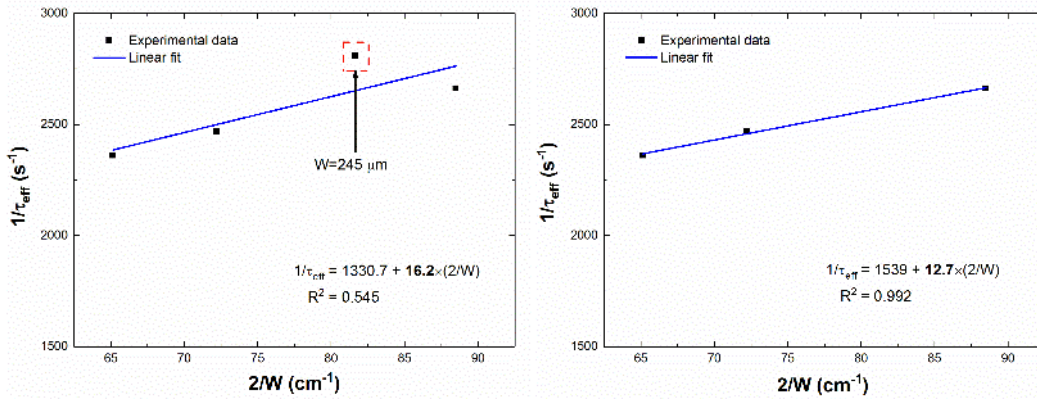 3000
2500
2000
1500
1/τeff (s⁻¹)
Experimental data
Linear fit
W=245 μm
1/τeff = 1330.7 + 16.2×(2/W)
R² = 0.545
65 70 75 80 85 90
2/W (cm⁻¹)
3000
2500
2000
1500
1/τeff (s⁻¹)
Experimental data
Linear fit
1/τeff = 1539 + 12.7×(2/W)
R² = 0.992
65 70 75 80 85 90
2/W (cm⁻¹)